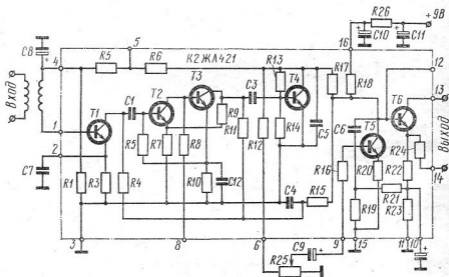 R26
+9В
C10
C11
C8
5
16
К2ЖА421
4
R5
R6
R13
R17
R18
12
Вход
T3
C3
T4
T6
13
C1
T2
T1
R9
1
R11
R12
R14
C5
C6
T5
Выход
R24
2
R5
R7
R8
C7
C12
R16
R20
R22
14
R1
R3
R4
R10
C4
R15
R21
R19
R23
3
8
6
9
15
11
10
C9
R25